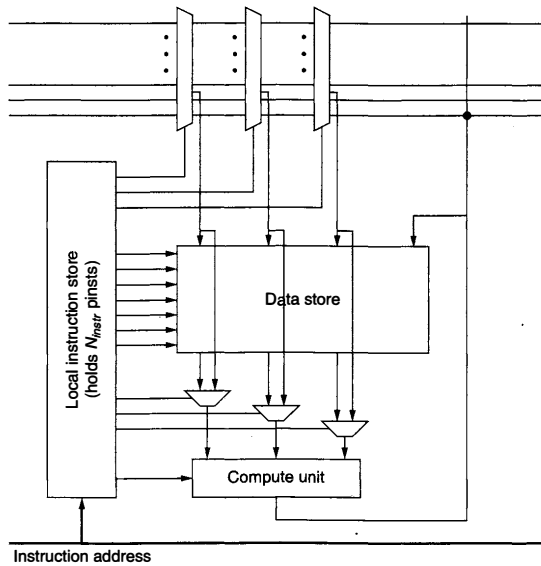 Local instruction store
(holds N_instr pinsts)
Data store
Compute unit
Instruction address